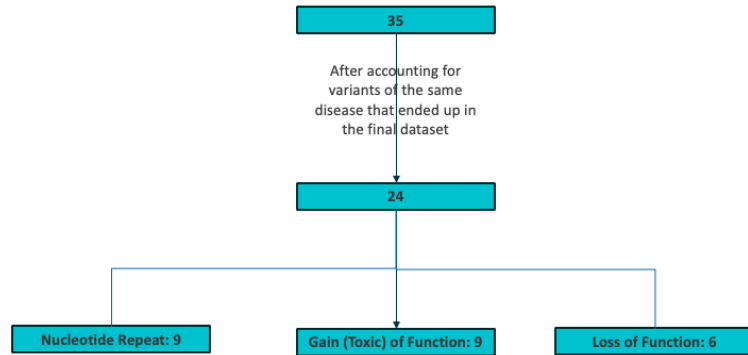 35
After accounting for
variants of the same
disease that ended up in
the final dataset
24
Nucleotide Repeat: 9
Gain (Toxic) of Function: 9
Loss of Function: 6